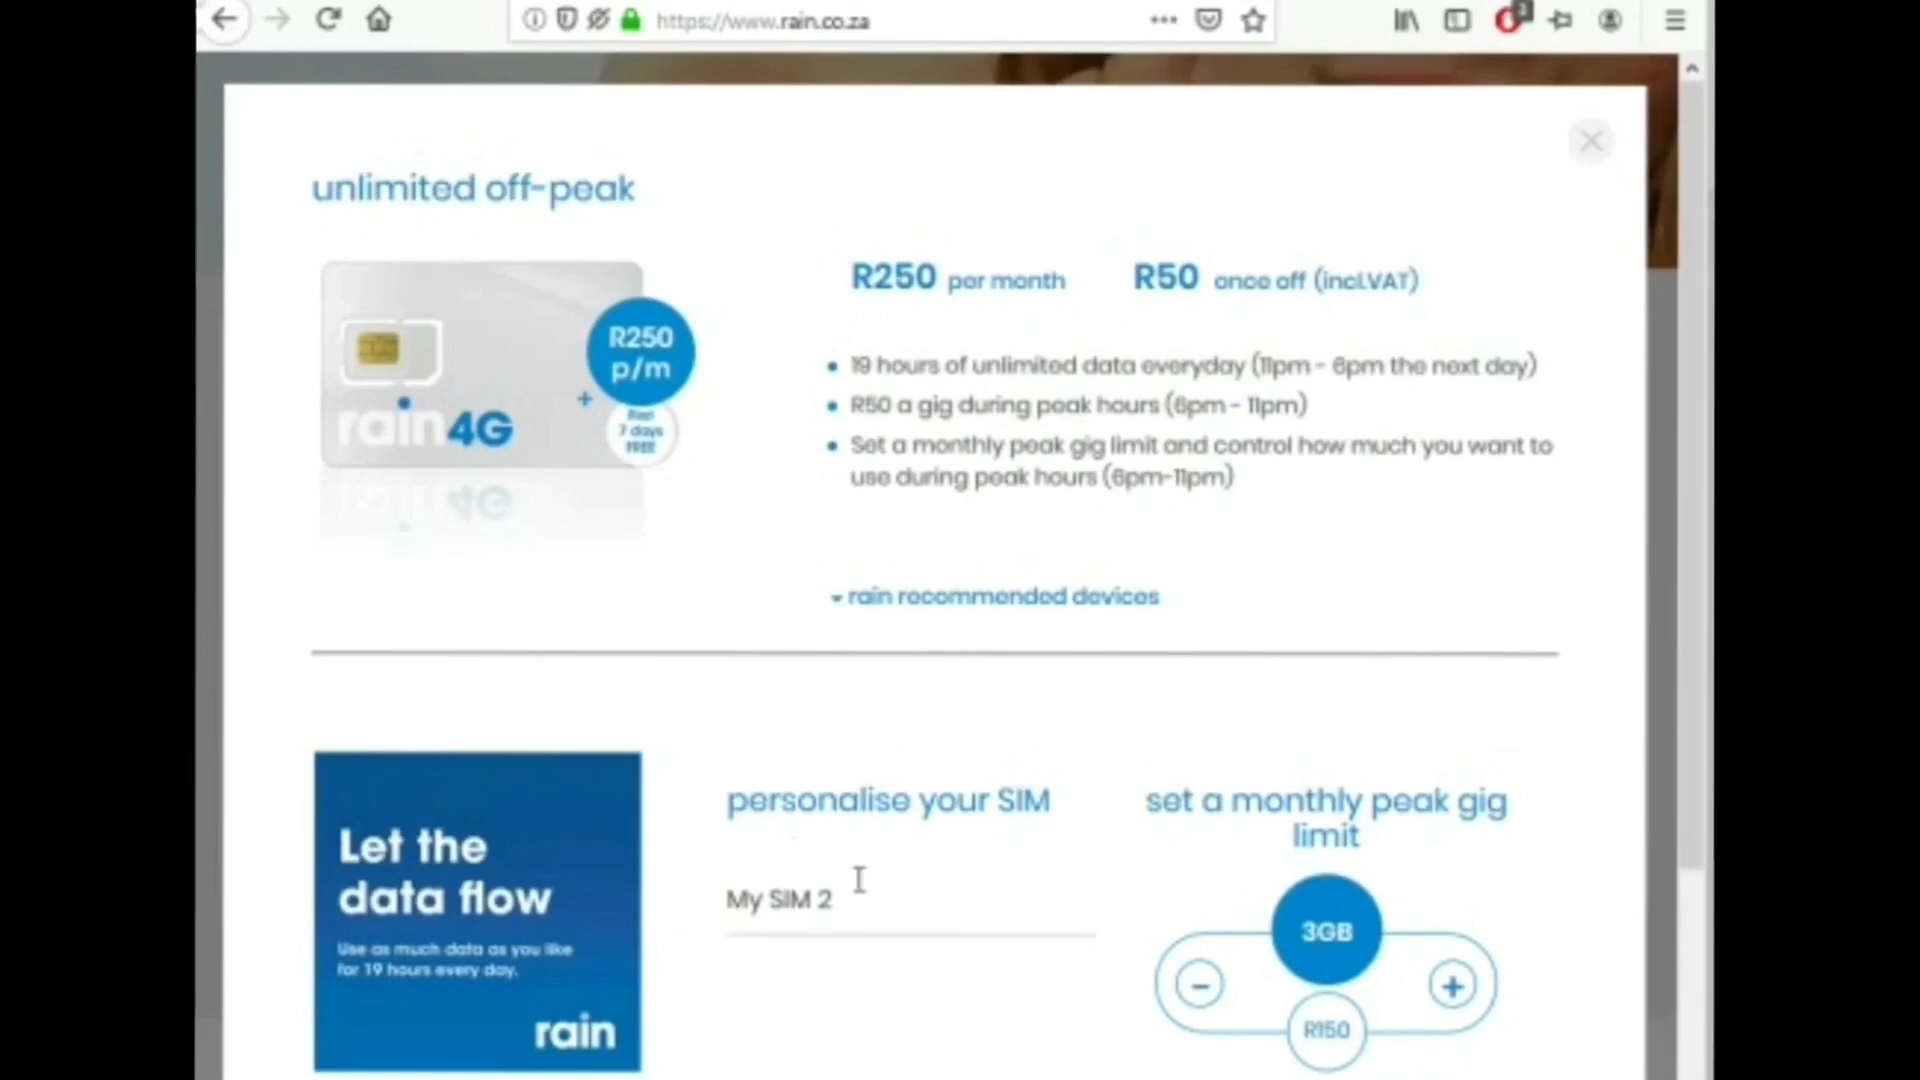 https://www.rain.co.za
unlimited off-peak
R250 per month
R50 once off (incl.VAT)
R250
p/m
+
7 days
FREE
rain4G
19 hours of unlimited data everyday (11pm - 6pm the next day)
R50 a gig during peak hours (6pm - 11pm)
Set a monthly peak gig limit and control how much you want to
use during peak hours (6pm-11pm)
rain recommended devices
Let the
data flow
Use as much data as you like
for 19 hours every day.
rain
personalise your SIM
My SIM 2
set a monthly peak gig
limit
3GB
R150